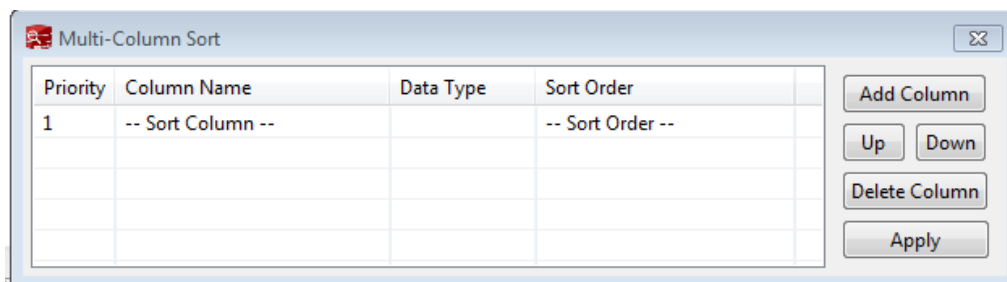 Multi-Column Sort
Priority Column Name Data Type Sort Order
1 -- Sort Column -- -- Sort Order --
Add Column
Up Down
Delete Column
Apply